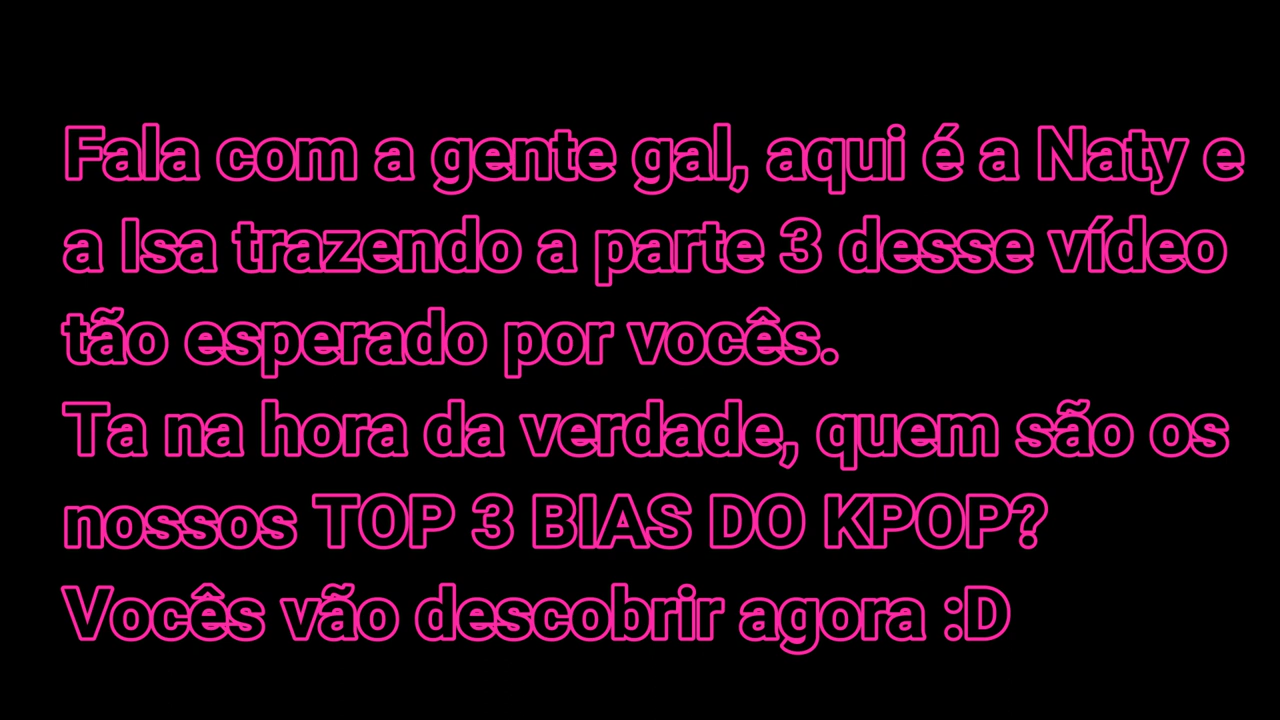 Fala com a gente gal, aqui é a Naty e
a Isa trazendo a parte 3 desse vídeo
tão esperado por vocês.
Ta na hora da verdade, quem são os
nossos TOP 3 BIAS DO KPOP?
Vocês vão descobrir agora :D